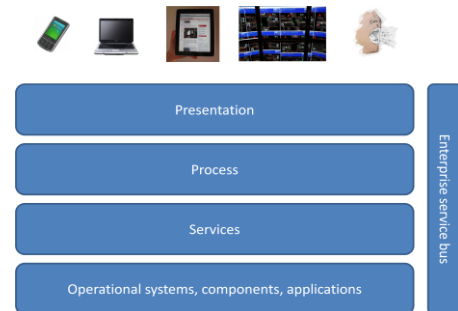 Presentation
Process
Services
Operational systems, components, applications
Enterprise service bus